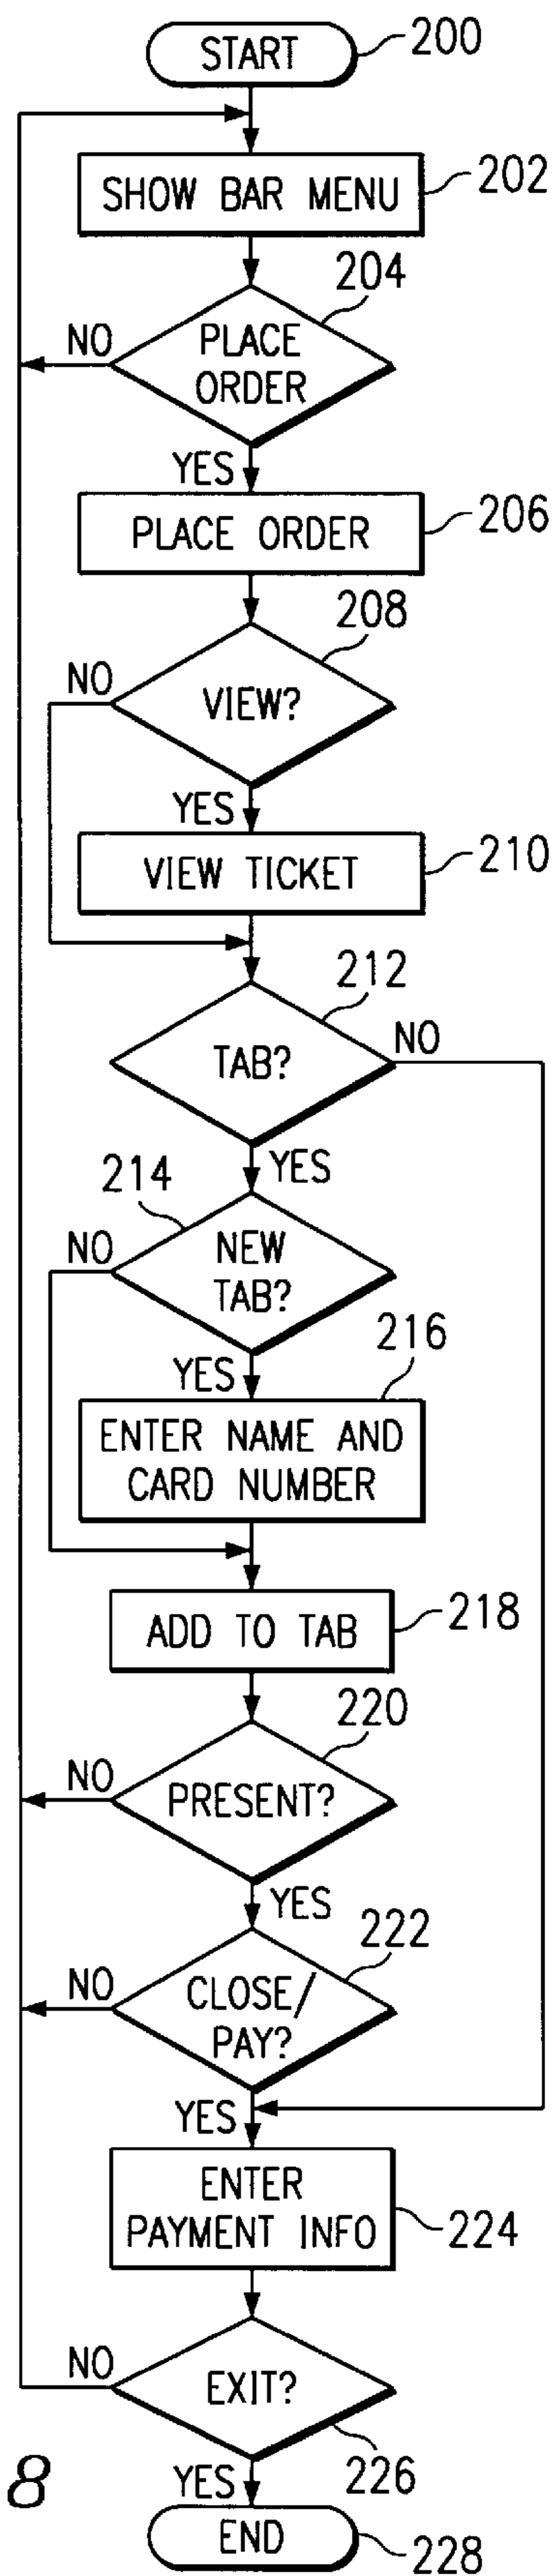 START
200
SHOW BAR MENU
202
204
NO
PLACE
ORDER
YES
PLACE ORDER
206
208
NO
VIEW?
YES
VIEW TICKET
210
212
TAB?
NO
YES
214
NO
NEW
TAB?
216
YES
ENTER NAME AND
CARD NUMBER
ADD TO TAB
218
220
NO
PRESENT?
YES
222
NO
CLOSE/
PAY?
YES
ENTER
PAYMENT INFO
224
NO
EXIT?
226
8
YES
END
228